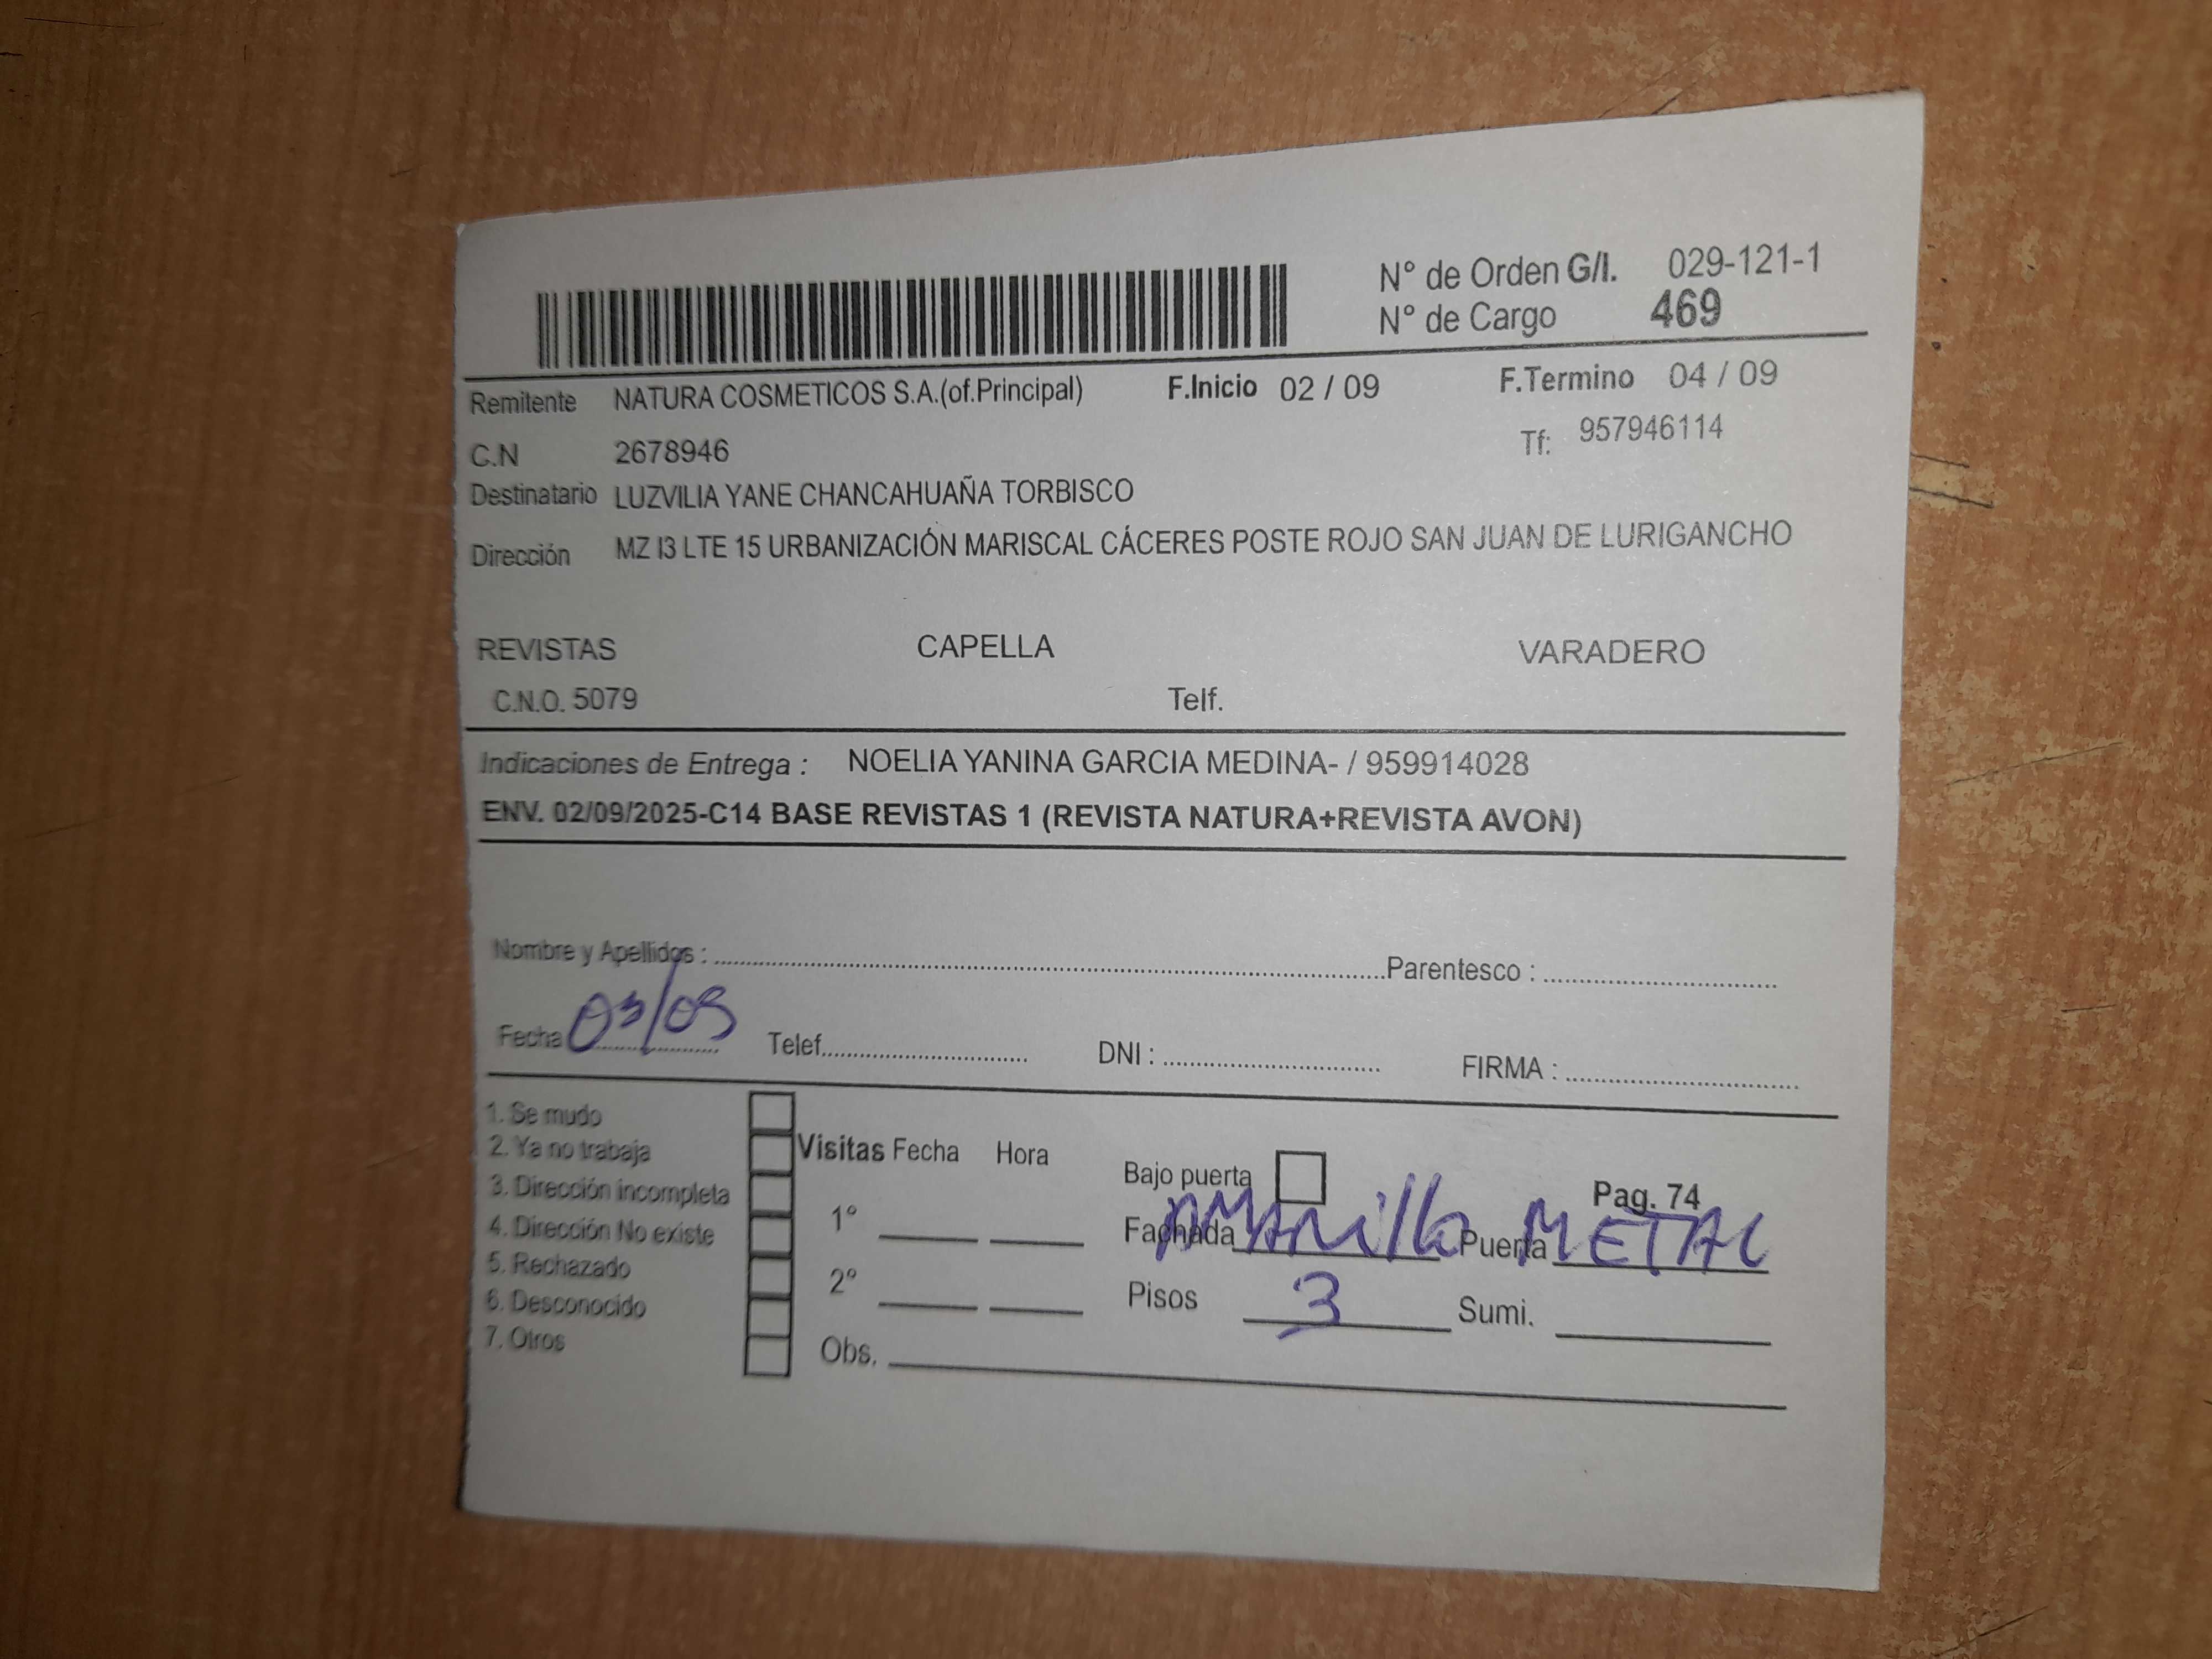 N° de Orden G/I. 029-121-1
N° de Cargo 469
Remitente NATURA COSMETICOS S.A.(of.Principal) F.Inicio 02 / 09 F.Termino 04 / 09
C.N 2678946 Tf: 957946114
Destinatario LUZVILIA YANE CHANCAHUAÑA TORBISCO
Dirección MZ I3 LTE 15 URBANIZACIÓN MARISCAL CÁCERES POSTE ROJO SAN JUAN DE LURIGANCHO
REVISTAS CAPELLA VARADERO
C.N.O. 5079 Telf.
Indicaciones de Entrega : NOELIA YANINA GARCIA MEDINA- / 959914028
ENV. 02/09/2025-C14 BASE REVISTAS 1 (REVISTA NATURA+REVISTA AVON)
Nombre y Apellidos : Parentesco :
Fecha 03/09 Telef. DNI : FIRMA :
1. Se mudo
2. Ya no trabaja
3. Dirección incompleta
4. Dirección No existe
5. Rechazado
6. Desconocido
7. Otros
Visitas Fecha Hora
1°
2°
Obs.
Bajo puerta Pag. 74
Fachada AMArilla Puerta METAL
Pisos 3 Sumi.